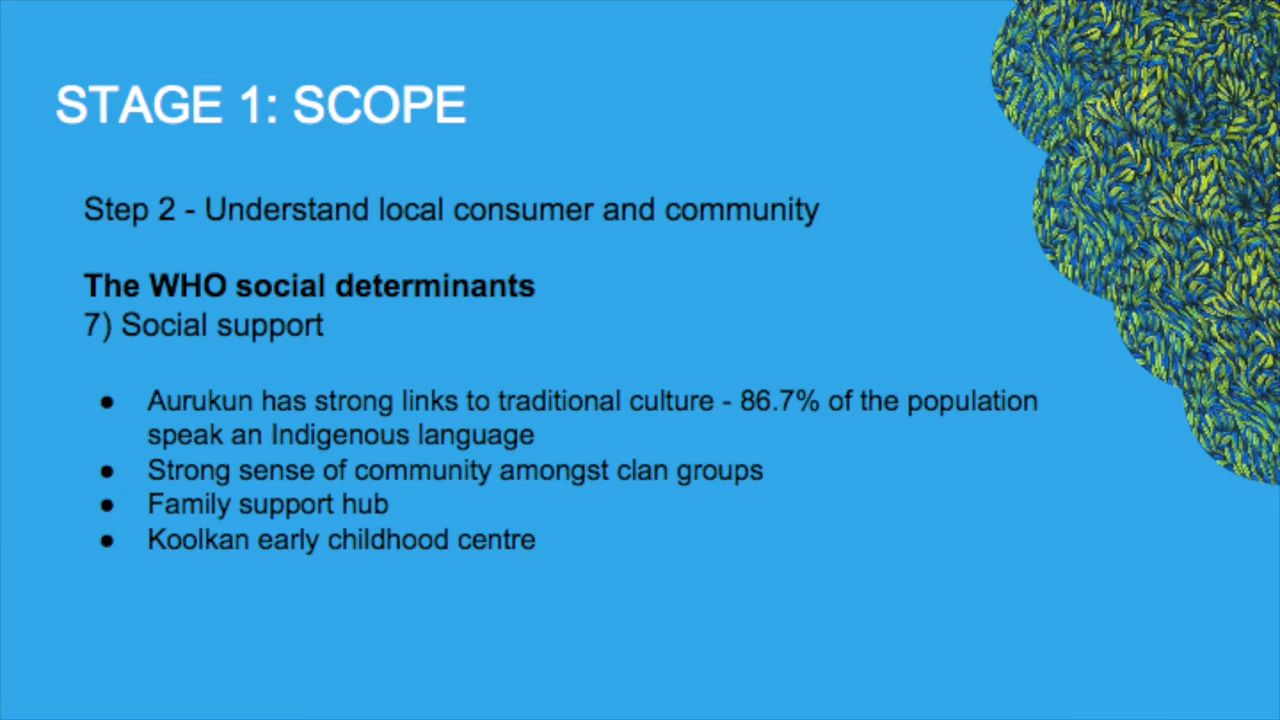 STAGE 1: SCOPE
Step 2 - Understand local consumer and community
The WHO social determinants
7) Social support
● Aurukun has strong links to traditional culture - 86.7% of the population
speak an Indigenous language
● Strong sense of community amongst clan groups
● Family support hub
● Koolkan early childhood centre